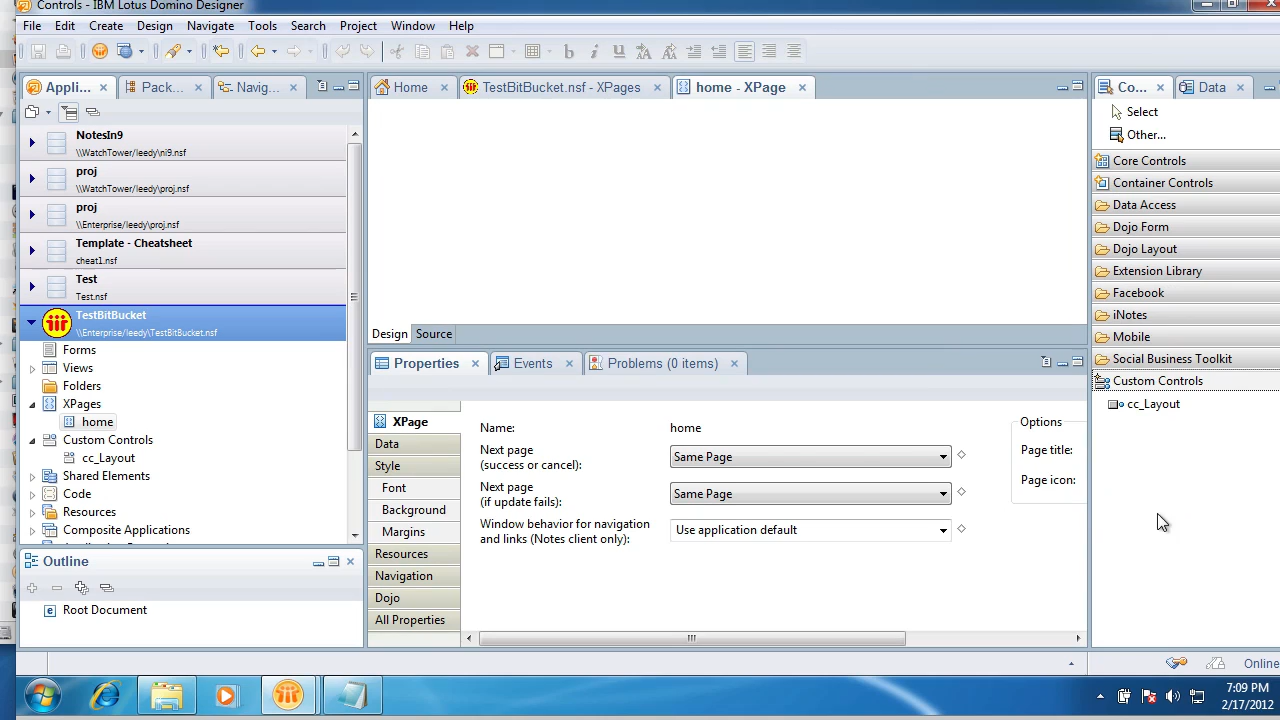 Controls - IBM Lotus Domino Designer
File Edit Create Design Navigate Tools Search Project Window Help
Appli... Pack... Navig...
NotesIn9
\\WatchTower/leedy\ni9.nsf
proj
\\WatchTower/leedy\proj.nsf
proj
\\Enterprise/leedy\proj.nsf
Template - Cheatsheet
cheat1.nsf
Test
Test.nsf
TestBitBucket
\\Enterprise/leedy\TestBitBucket.nsf
Forms
Views
Folders
XPages
home
Custom Controls
cc_Layout
Shared Elements
Code
Resources
Composite Applications
Outline
Root Document
Home TestBitBucket.nsf - XPages home - XPage
Design Source
Properties Events Problems (0 items)
XPage
Data
Style
Font
Background
Margins
Resources
Navigation
Dojo
All Properties
Name: home
Next page
(success or cancel):
Same Page
Next page
(if update fails):
Same Page
Window behavior for navigation
and links (Notes client only):
Use application default
Options
Page title:
Page icon:
Co... Data
Select
Other...
Core Controls
Container Controls
Data Access
Dojo Form
Dojo Layout
Extension Library
Facebook
iNotes
Mobile
Social Business Toolkit
Custom Controls
cc_Layout
Online
7:09 PM
2/17/2012